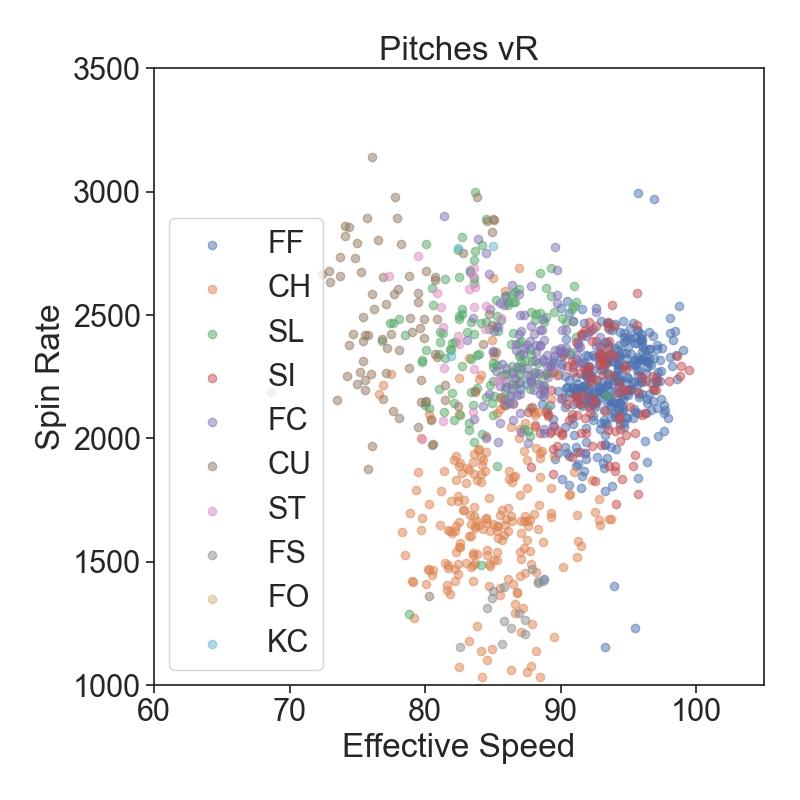 Pitches vR
3500
3000
2500
2000
1500
1000
Spin Rate
FF
CH
SL
SI
FC
CU
ST
FS
FO
KC
60 70 80 90 100
Effective Speed